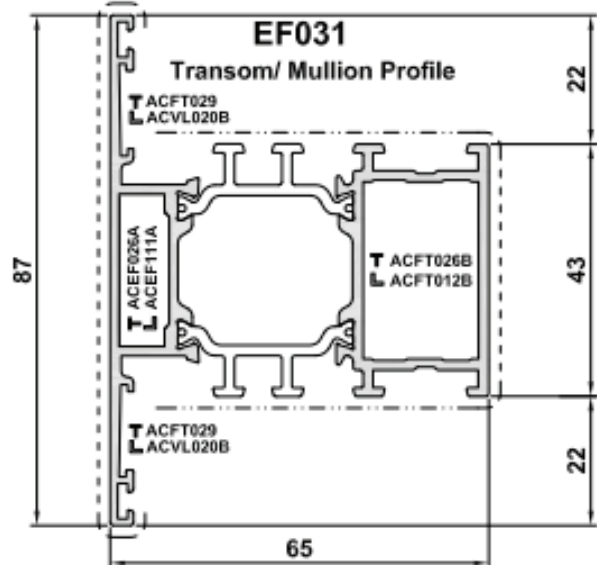 EF031
Transom/ Mullion Profile
22
ACFT029
ACVL020B
87
ACEF026A
ACEF111A
T ACFT026B
L ACFT012B
43
T ACFT029
L ACVL020B
22
65